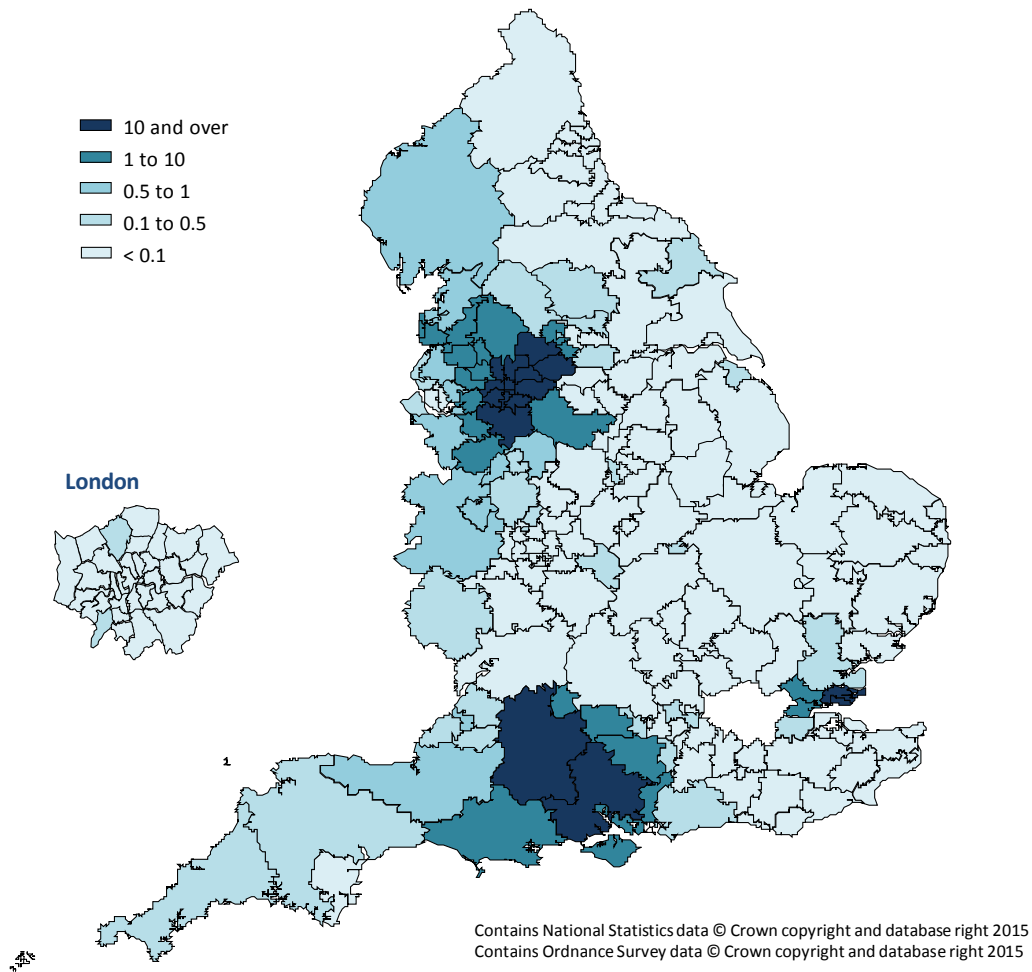 10 and over
1 to 10
0.5 to 1
0.1 to 0.5
< 0.1
London
1
Contains National Statistics data © Crown copyright and database right 2015
Contains Ordnance Survey data © Crown copyright and database right 2015